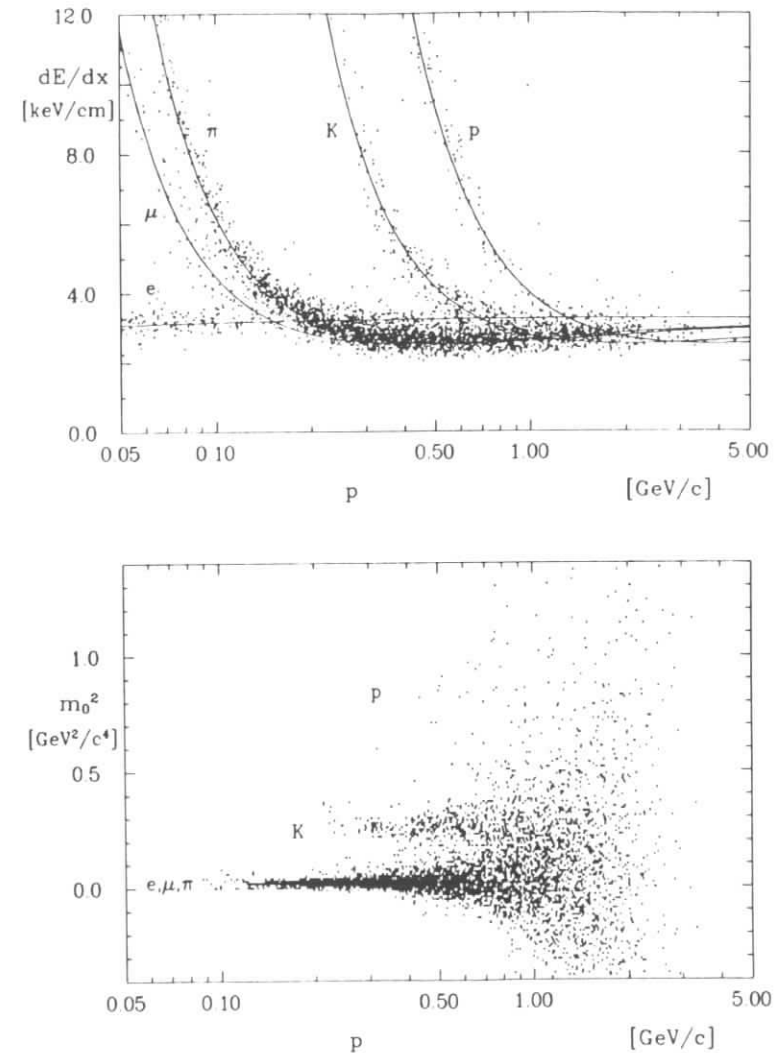 12.0
dE/dx
[keV/cm]
π
K
p
8.0
μ
e
4.0
0.0
0.05
0.10
0.50
1.00
5.00
p
[GeV/c]
1.0
p
m₀²
[GeV²/c⁴]
0.5
K
e,μ,π
0.0
0.05
0.10
0.50
1.00
5.00
p
[GeV/c]